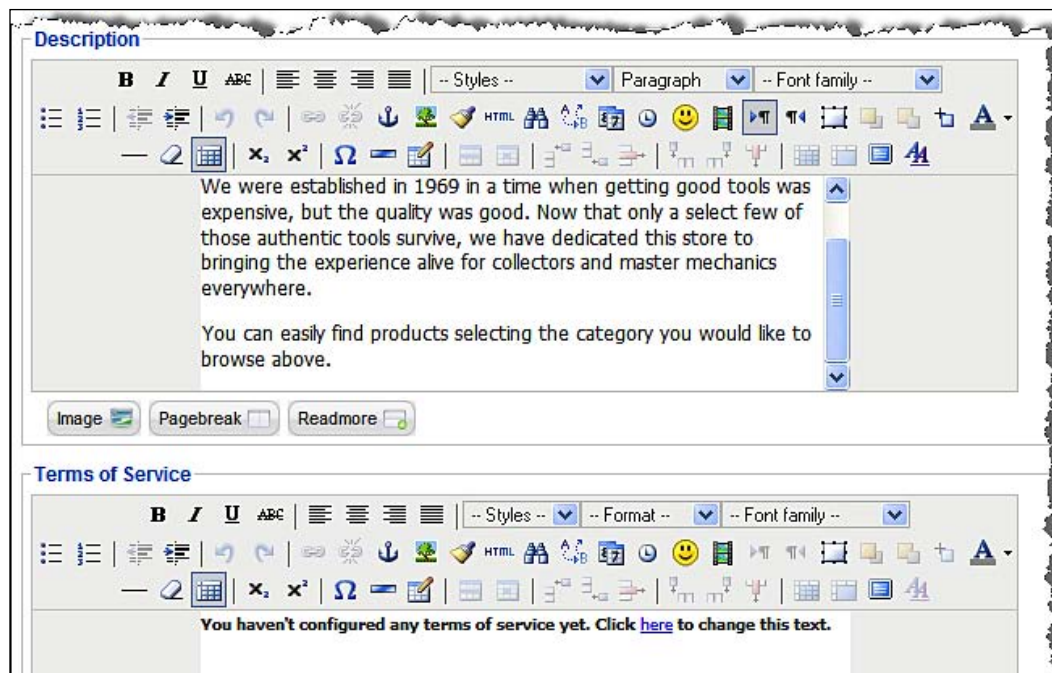 Description
B I U ABC -- Styles -- Paragraph -- Font family --
HTML A
x₂ x² Ω
We were established in 1969 in a time when getting good tools was
expensive, but the quality was good. Now that only a select few of
those authentic tools survive, we have dedicated this store to
bringing the experience alive for collectors and master mechanics
everywhere.
You can easily find products selecting the category you would like to
browse above.
Image Pagebreak Readmore
Terms of Service
B I U ABC -- Styles -- -- Format -- -- Font family --
HTML A
x₂ x² Ω
You haven't configured any terms of service yet. Click here to change this text.